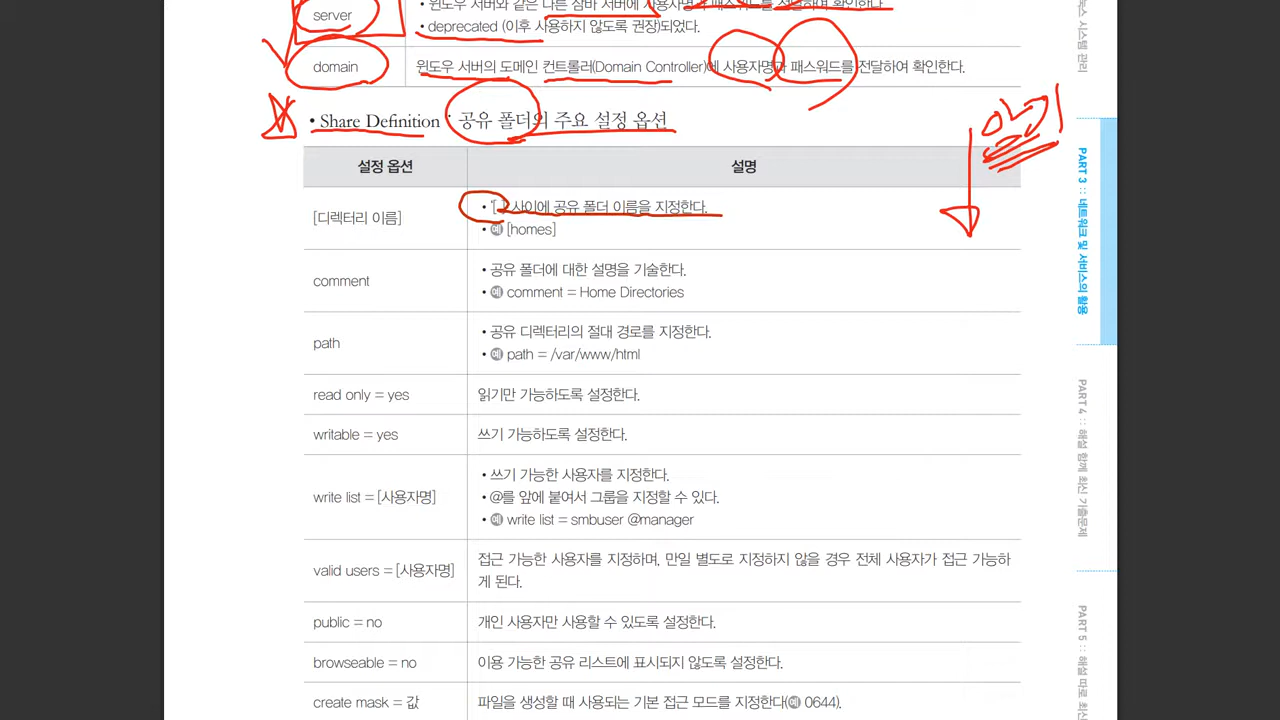 server
• 윈도우 서버와 같은 다른 삼바 서버에 사용자명과 패스워드를 전달하여 확인한다.
• deprecated (이후 사용하지 않도록 권장)되었다.
domain
윈도우 서버의 도메인 컨트롤러(Domain Controller)에 사용자명과 패스워드를 전달하여 확인한다.
• Share Definition : 공유 폴더의 주요 설정 옵션
암기
설정 옵션
설명
[디렉터리 이름]
• '[ ]' 사이에 공유 폴더 이름을 지정한다.
• 예 [homes]
comment
• 공유 폴더에 대한 설명을 기술한다.
• 예 comment = Home Directories
path
• 공유 디렉터리의 절대 경로를 지정한다.
• 예 path = /var/www/html
read only = yes
읽기만 가능하도록 설정한다.
writable = yes
쓰기 가능하도록 설정한다.
write list = [사용자명]
• 쓰기 가능한 사용자를 지정한다.
• @를 앞에 붙여서 그룹을 지정할 수 있다.
• 예 write list = smbuser @manager
valid users = [사용자명]
접근 가능한 사용자를 지정하며, 만일 별도로 지정하지 않을 경우 전체 사용자가 접근 가능하
게 된다.
public = no
개인 사용자만 사용할 수 있도록 설정한다.
browseable = no
이용 가능한 공유 리스트에 표시되지 않도록 설정한다.
create mask = 값
파일을 생성할 때 사용되는 기본 접근 모드를 지정한다(예 0644).
눅스 시스템 관리
PART 3 :: 네트워크 및 서비스의 활용
PART 4 :: 해설 함께 최신 기출문제
PART 5 :: 해설 따로 최신